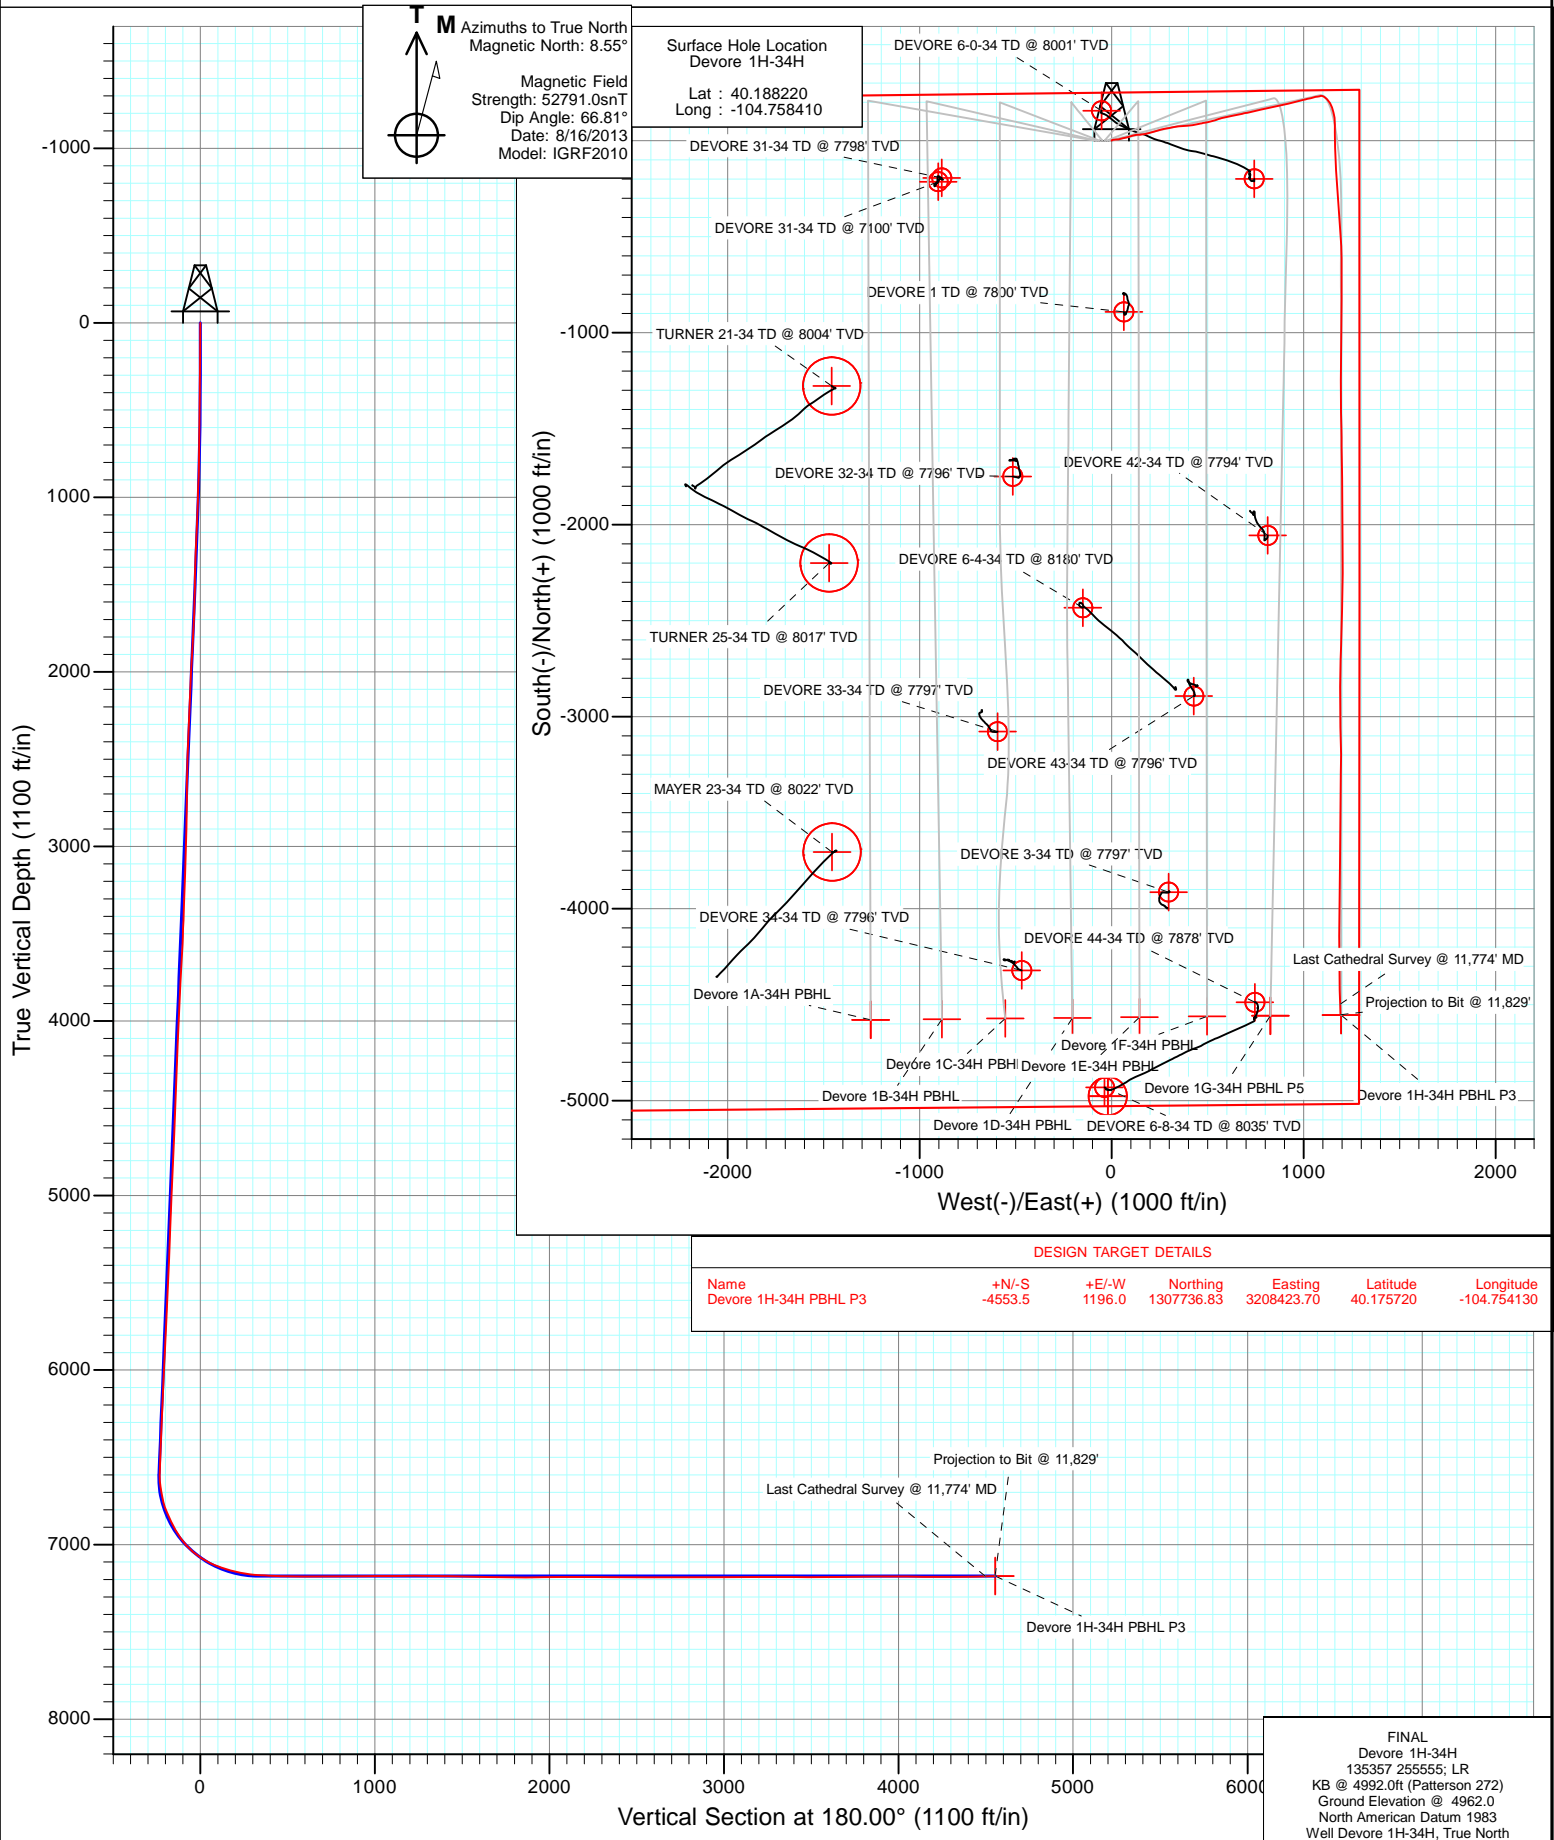 T
M
Azimuths to True North
Magnetic North: 8.55°
Magnetic Field
Strength: 52791.0snT
Dip Angle: 66.81°
Date: 8/16/2013
Model: IGRF2010
Surface Hole Location
Devore 1H-34H
Lat : 40.188220
Long : -104.758410
DEVORE 6-0-34 TD @ 8001' TVD
DEVORE 31-34 TD @ 7798' TVD
DEVORE 31-34 TD @ 7100' TVD
DEVORE 1 TD @ 7800' TVD
TURNER 21-34 TD @ 8004' TVD
DEVORE 32-34 TD @ 7796' TVD
DEVORE 42-34 TD @ 7794' TVD
DEVORE 6-4-34 TD @ 8180' TVD
TURNER 25-34 TD @ 8017' TVD
DEVORE 33-34 TD @ 7797' TVD
DEVORE 43-34 TD @ 7796' TVD
MAYER 23-34 TD @ 8022' TVD
DEVORE 3-34 TD @ 7797' TVD
DEVORE 34-34 TD @ 7796' TVD
DEVORE 44-34 TD @ 7878' TVD
Last Cathedral Survey @ 11,774' MD
Devore 1A-34H PBHL
Projection to Bit @ 11,829'
Devore 1F-34H PBHL
Devore 1C-34H PBHL
Devore 1E-34H PBHL
Devore 1G-34H PBHL P5
Devore 1B-34H PBHL
Devore 1H-34H PBHL P3
Devore 1D-34H PBHL
DEVORE 6-8-34 TD @ 8035' TVD
-1000
-2000
-3000
-4000
-5000
South(-)/North(+) (1000 ft/in)
-2000
-1000
0
1000
2000
West(-)/East(+) (1000 ft/in)
DESIGN TARGET DETAILS
Name +N/-S +E/-W Northing Easting Latitude Longitude
Devore 1H-34H PBHL P3 -4553.5 1196.0 1307736.83 3208423.70 40.175720 -104.754130
-1000
0
1000
2000
3000
4000
5000
6000
7000
8000
True Vertical Depth (1100 ft/in)
Projection to Bit @ 11,829'
Last Cathedral Survey @ 11,774' MD
Devore 1H-34H PBHL P3
0
1000
2000
3000
4000
5000
6000
Vertical Section at 180.00° (1100 ft/in)
FINAL
Devore 1H-34H
135357 255555; LR
KB @ 4992.0ft (Patterson 272)
Ground Elevation @ 4962.0
North American Datum 1983
Well Devore 1H-34H, True North